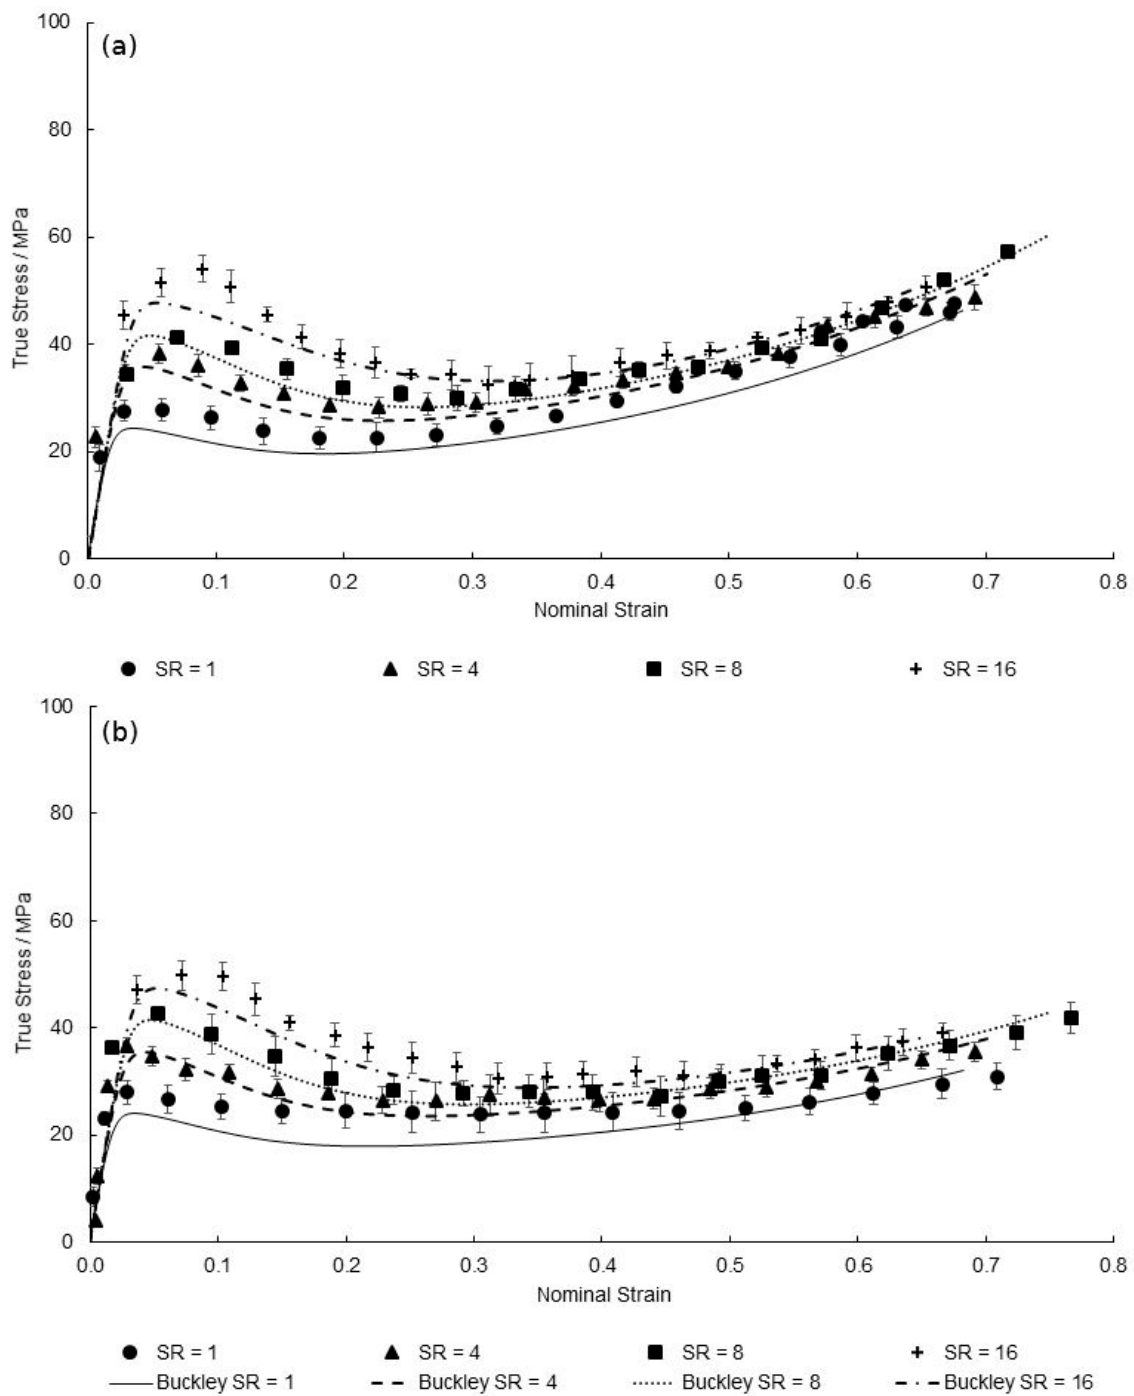 100
(a)
80
60
40
20
0
True Stress / MPa
0.0 0.1 0.2 0.3 0.4 0.5 0.6 0.7 0.8
Nominal Strain
SR = 1 SR = 4 SR = 8 SR = 16
100
(b)
80
60
40
20
0
True Stress / MPa
0.0 0.1 0.2 0.3 0.4 0.5 0.6 0.7 0.8
Nominal Strain
SR = 1 SR = 4 SR = 8 SR = 16
Buckley SR = 1 Buckley SR = 4 Buckley SR = 8 Buckley SR = 16